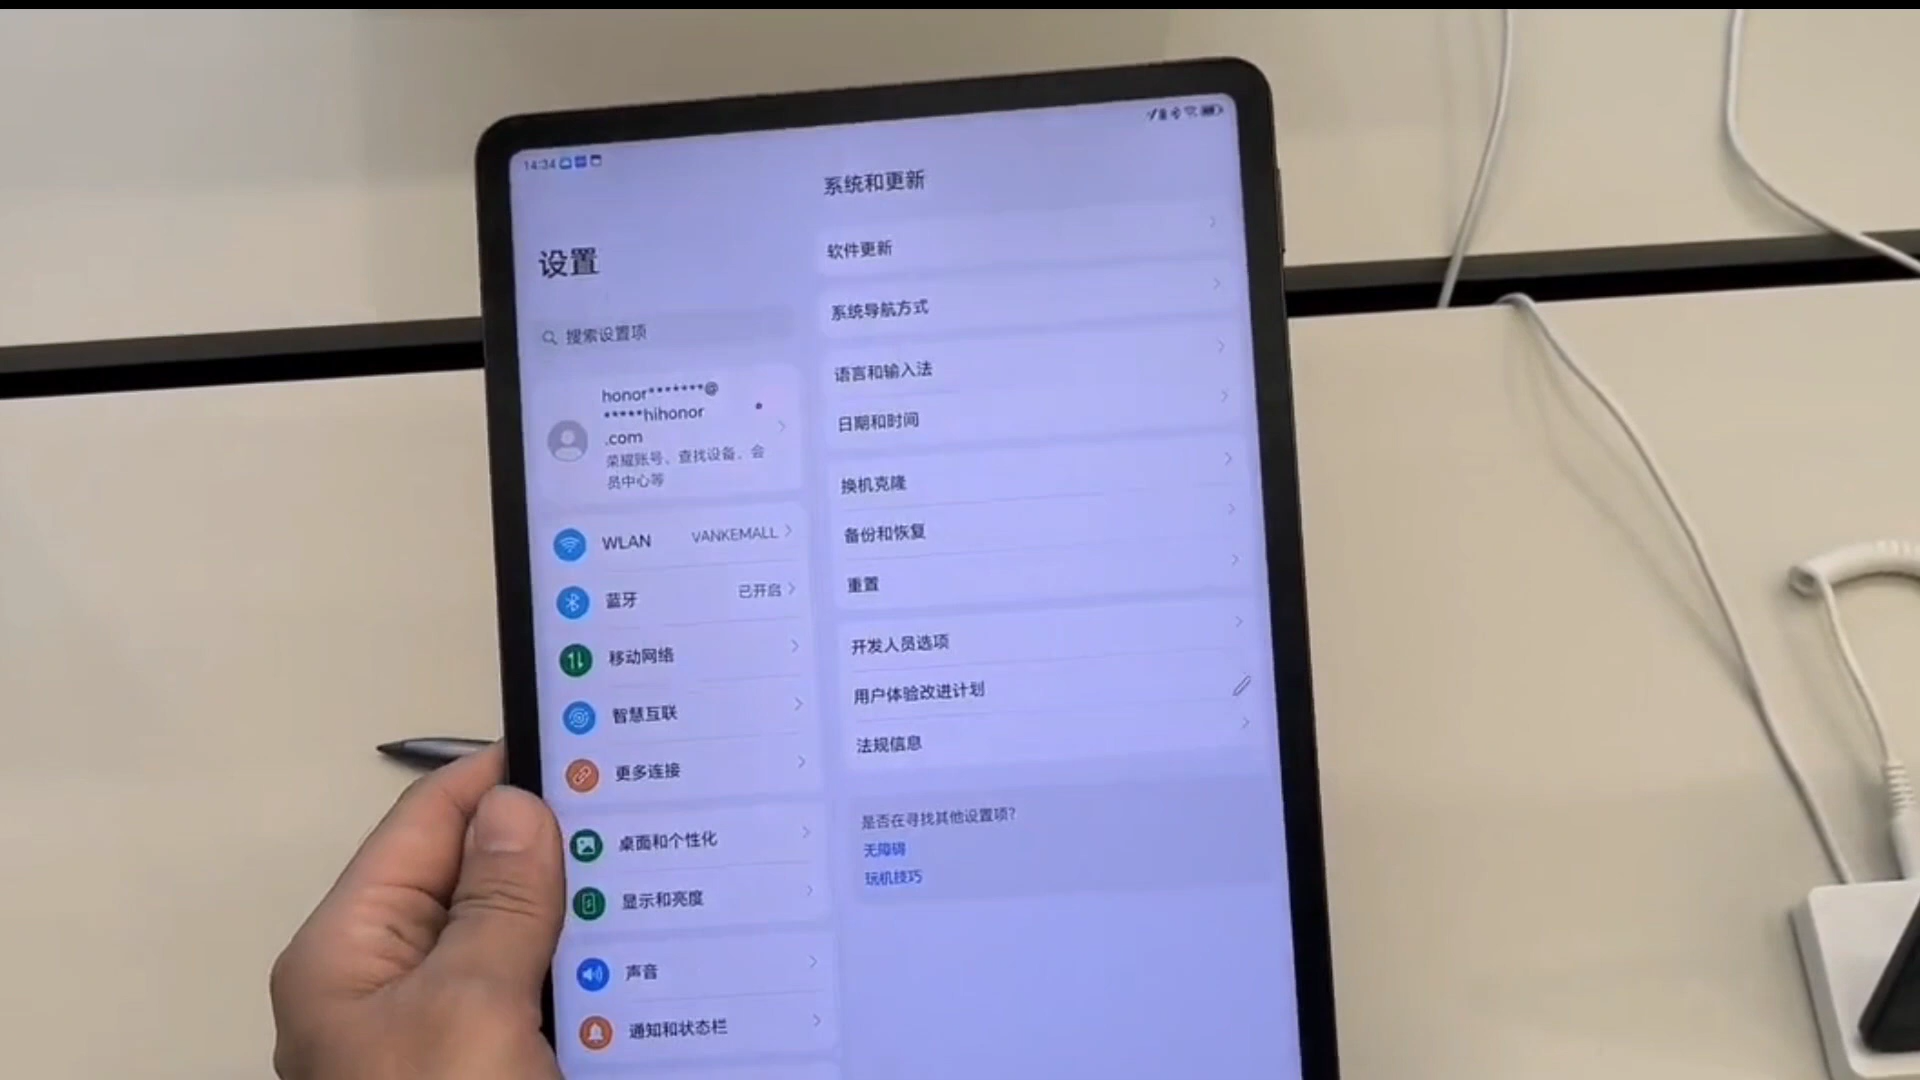 14:34
系统和更新
设置
搜索设置项
honor*******@
*****hihonor
.com
荣耀账号、查找设备、会
员中心等
WLAN VANKEMALL
蓝牙 已开启
移动网络
智慧互联
更多连接
桌面和个性化
显示和亮度
声音
通知和状态栏
软件更新
系统导航方式
语言和输入法
日期和时间
换机克隆
备份和恢复
重置
开发人员选项
用户体验改进计划
法规信息
是否在寻找其他设置项?
无障碍
玩机技巧